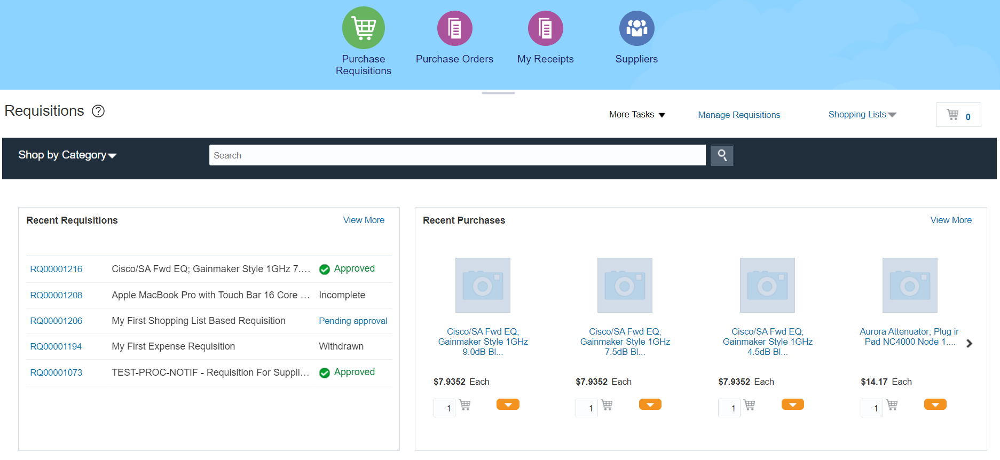 Purchase
Requisitions
Purchase Orders
My Receipts
Suppliers
Requisitions ?
More Tasks
Manage Requisitions
Shopping Lists
0
Shop by Category
Search
Recent Requisitions
View More
RQ00001216 Cisco/SA Fwd EQ; Gainmaker Style 1GHz 7.... Approved
RQ00001208 Apple MacBook Pro with Touch Bar 16 Core ... Incomplete
RQ00001206 My First Shopping List Based Requisition Pending approval
RQ00001194 My First Expense Requisition Withdrawn
RQ00001073 TEST-PROC-NOTIF - Requisition For Suppli... Approved
Recent Purchases
View More
Cisco/SA Fwd EQ;
Gainmaker Style 1GHz
9.0dB Bl...
$7.9352 Each
1
Cisco/SA Fwd EQ;
Gainmaker Style 1GHz
7.5dB Bl...
$7.9352 Each
1
Cisco/SA Fwd EQ;
Gainmaker Style 1GHz
4.5dB Bl...
$7.9352 Each
1
Aurora Attenuator; Plug in
Pad NC4000 Node 1....
$14.17 Each
1